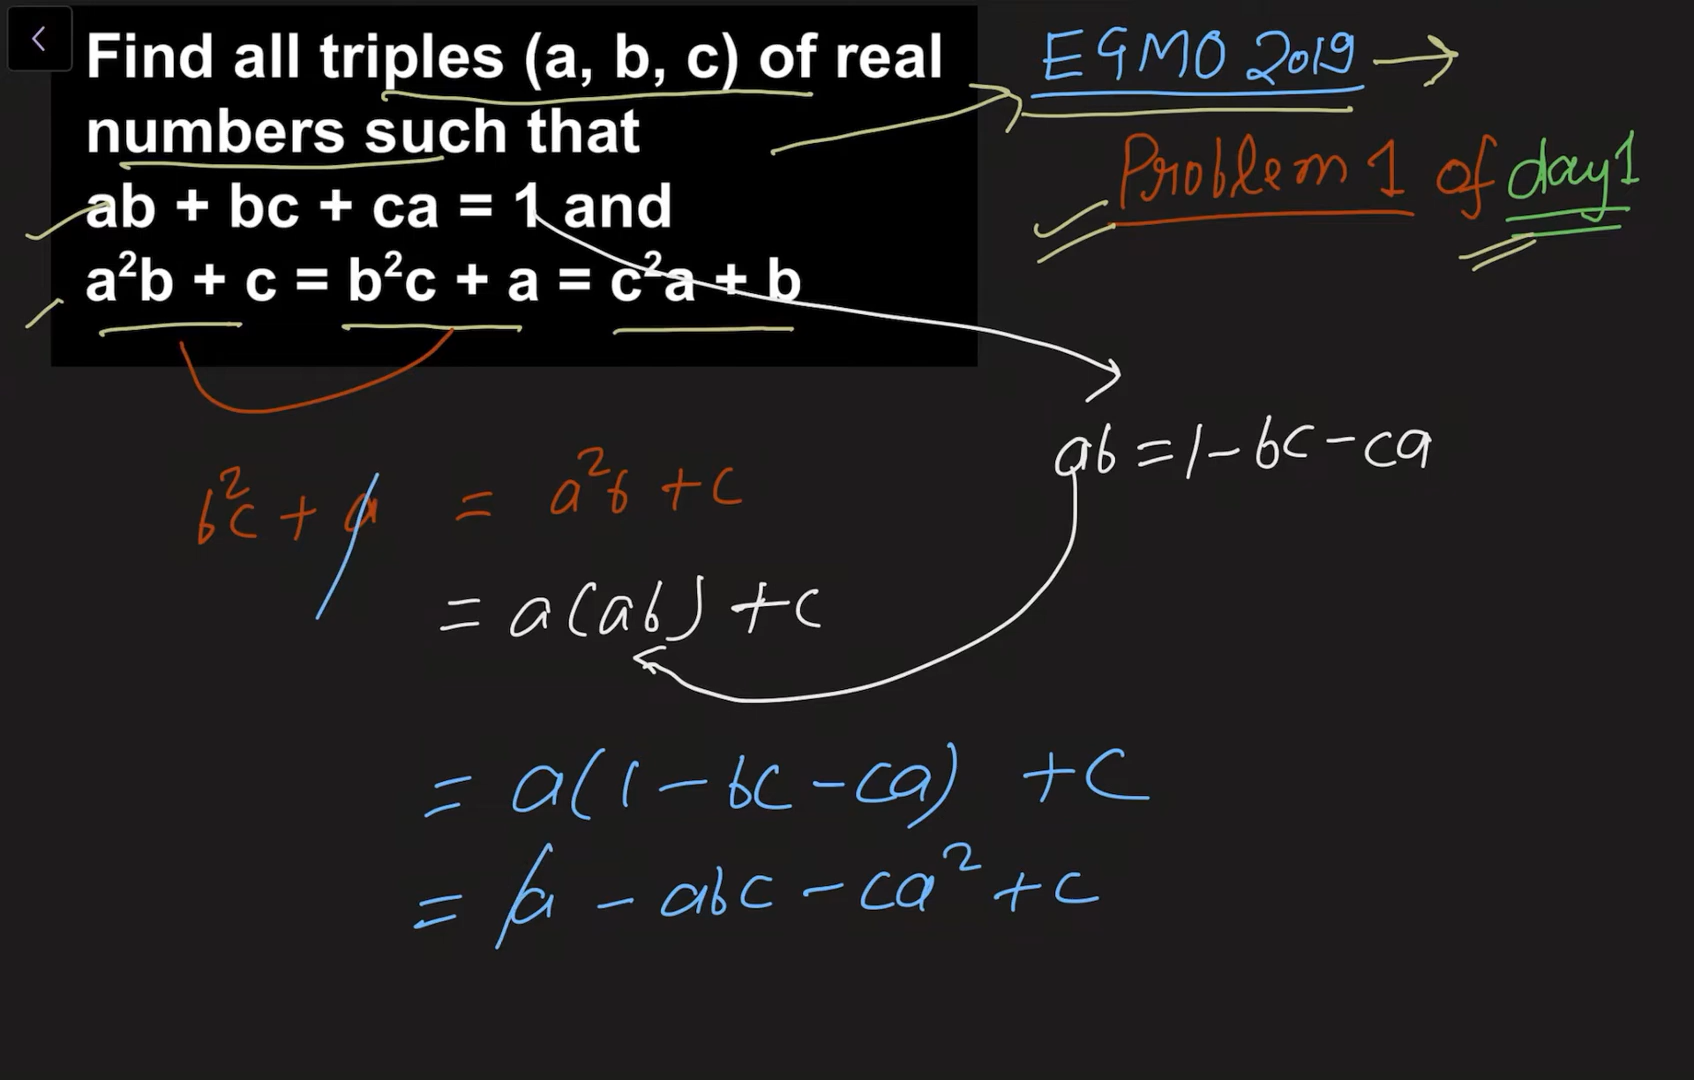 Find all triples (a, b, c) of real
numbers such that
ab + bc + ca = 1 and
a²b + c = b²c + a = c²a + b
EGMO 2019
Problem 1 of day1
ab = 1 - bc - ca
b²c + a = a²b + c
= a(ab) + c
= a(1 - bc - ca) + c
= a - abc - ca² + c